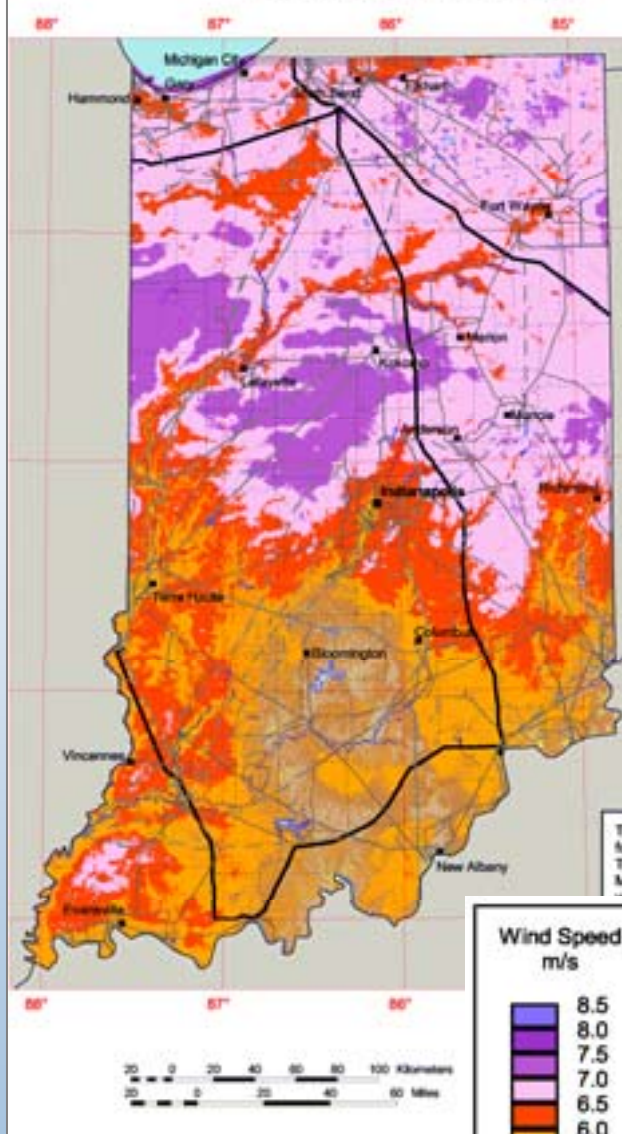 88° 87° 86° 85°
Michigan City
Gary
Hammond
Elkhart
Fort Wayne
Marion
Kokomo
Lafayette
Muncie
Anderson
Indianapolis
Richmond
Terre Haute
Columbus
Bloomington
Vincennes
New Albany
Evansville
88° 87° 86°
20 0 20 40 60 80 100 Kilometers
20 0 20 40 60 Miles
Wind Speed
m/s
8.5
8.0
7.5
7.0
6.5
6.0